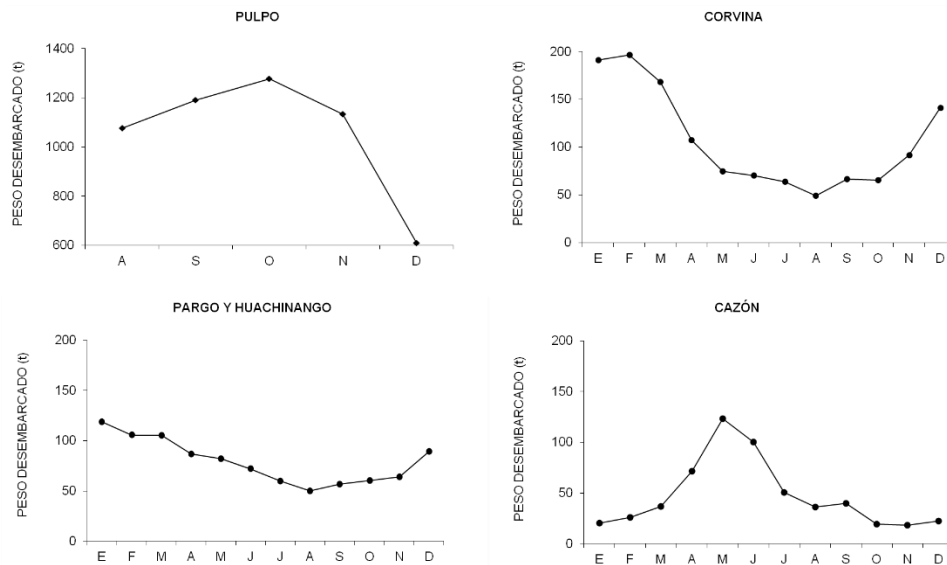 PULPO
PESO DESEMBARCADO (t)
1400
1200
1000
800
600
A S O N D
CORVINA
PESO DESEMBARCADO (t)
200
150
100
50
0
E F M A M J J A S O N D
PARGO Y HUACHINANGO
PESO DESEMBARCADO (t)
200
150
100
50
0
E F M A M J J A S O N D
CAZÓN
PESO DESEMBARCADO (t)
200
150
100
50
0
E F M A M J J A S O N D